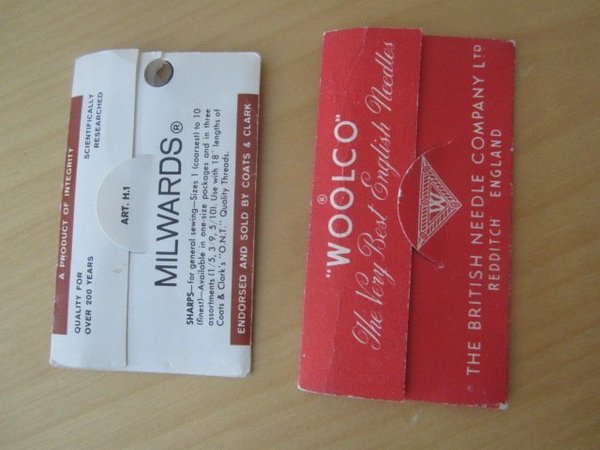 A PRODUCT OF INTEGRITY
QUALITY FOR
OVER 200 YEARS
SCIENTIFICALLY
RESEARCHED
ART. H.1
MILWARDS®
SHARPS—for general sewing—Sizes 1 (coarsest) to 10
(finest)—Available in one-size packages and in three
assortments (1/5, 3/9, 5/10). Use with 18" lengths of
Coats & Clark's "O.N.T." Quality Threads.
ENDORSED AND SOLD BY COATS & CLARK
"WOOLCO"
®
The Very Best English Needles
W
THE BRITISH NEEDLE COMPANY LTD
REDDITCH ENGLAND